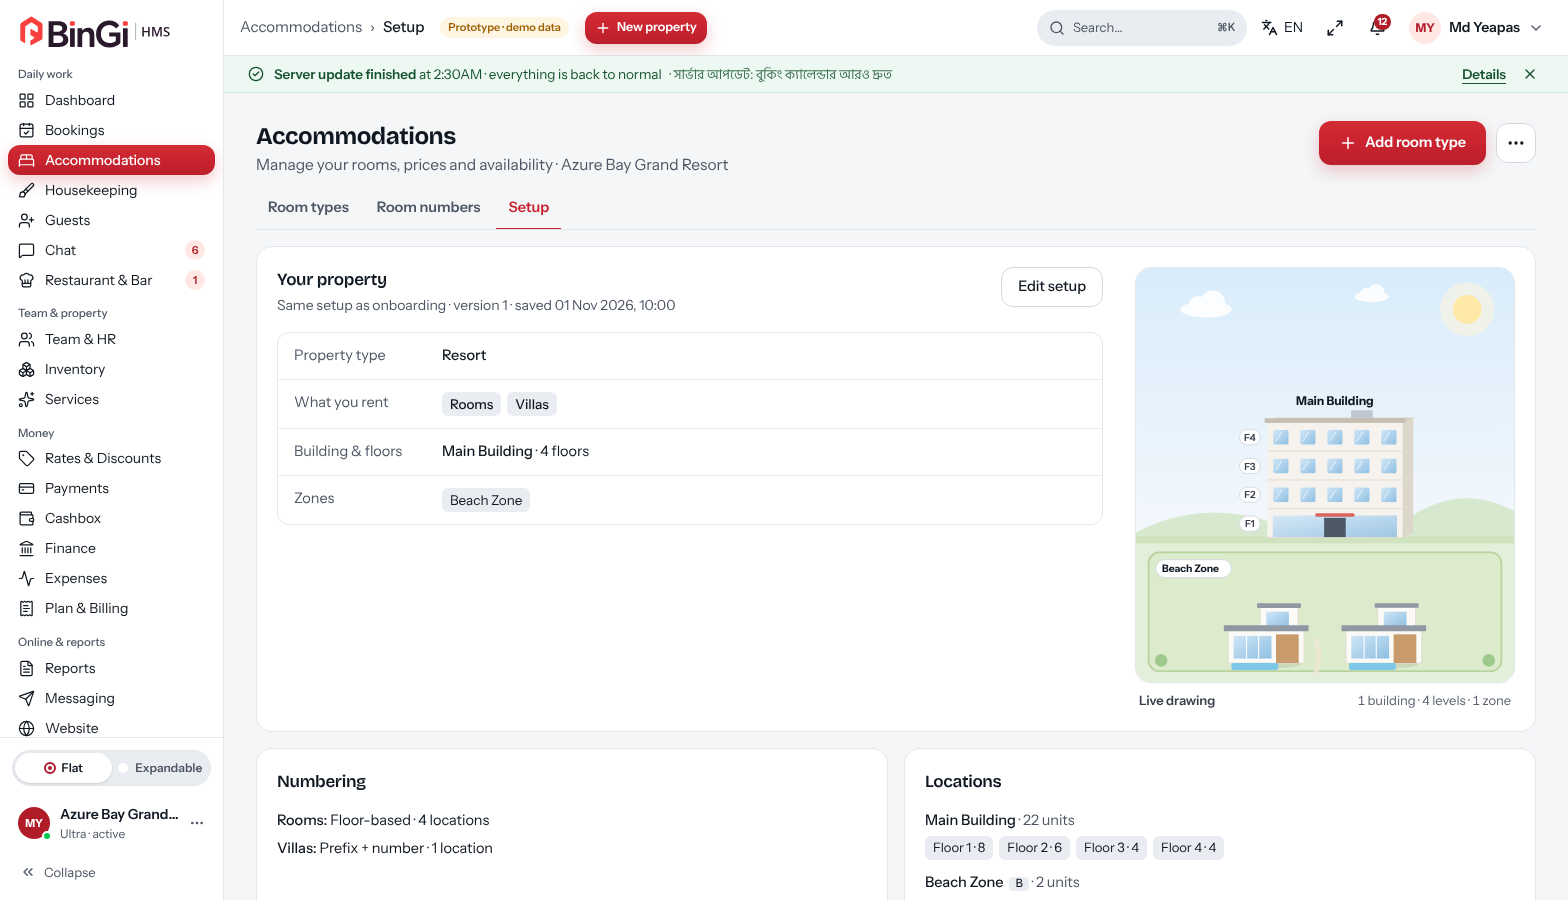 BinGi | HMS
Accommodations › Setup Prototype · demo data + New property
Search... ⌘K EN 12 MY Md Yeapas
Server update finished at 2:30AM · everything is back to normal · সার্ভার আপডেট: বুকিং ক্যালেন্ডার আরও দ্রুত Details
Daily work
Dashboard
Bookings
Accommodations
Housekeeping
Guests
Chat 6
Restaurant & Bar 1
Team & property
Team & HR
Inventory
Services
Money
Rates & Discounts
Payments
Cashbox
Finance
Expenses
Plan & Billing
Online & reports
Reports
Messaging
Website
Flat Expandable
MY Azure Bay Grand...
Ultra · active
Collapse
Accommodations
Manage your rooms, prices and availability · Azure Bay Grand Resort
+ Add room type
Room types Room numbers Setup
Your property
Same setup as onboarding · version 1 · saved 01 Nov 2026, 10:00
Edit setup
Property type Resort
What you rent Rooms Villas
Building & floors Main Building · 4 floors
Zones Beach Zone
Main Building
F4
F3
F2
F1
Beach Zone
Live drawing 1 building · 4 levels · 1 zone
Numbering
Rooms: Floor-based · 4 locations
Villas: Prefix + number · 1 location
Locations
Main Building · 22 units
Floor 1 · 8 Floor 2 · 6 Floor 3 · 4 Floor 4 · 4
Beach Zone B · 2 units